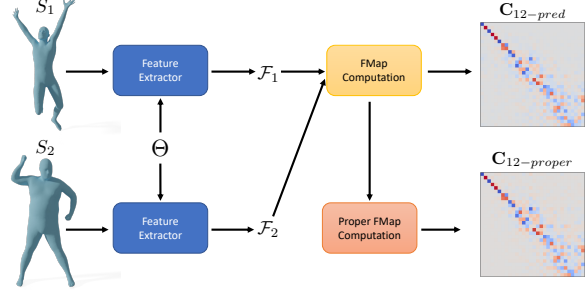 S₁
C₁₂₋pred
Feature
Extractor
F₁
FMap
Computation
Θ
S₂
C₁₂₋proper
Feature
Extractor
F₂
Proper FMap
Computation